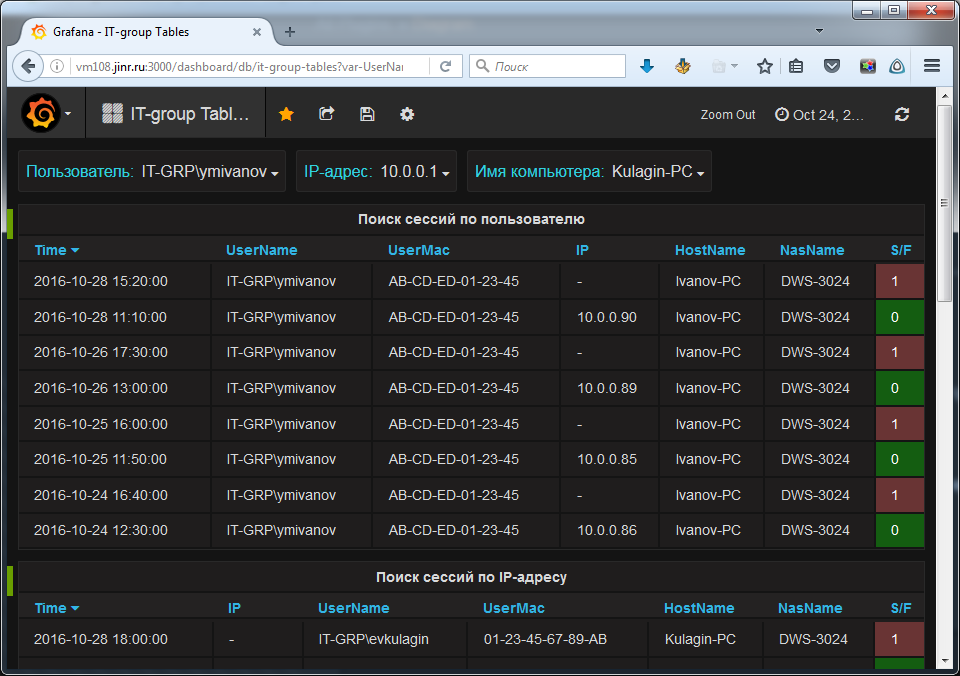 Grafana - IT-group Tables
vm108.jinr.ru:3000/dashboard/db/it-group-tables?var-UserNar
Поиск
IT-group Tabl... Zoom Out Oct 24, 2...
Пользователь: IT-GRP\ymivanov IP-адрес: 10.0.0.1 Имя компьютера: Kulagin-PC
Поиск сессий по пользователю
Time UserName UserMac IP HostName NasName S/F
2016-10-28 15:20:00 IT-GRP\ymivanov AB-CD-ED-01-23-45 - Ivanov-PC DWS-3024 1
2016-10-28 11:10:00 IT-GRP\ymivanov AB-CD-ED-01-23-45 10.0.0.90 Ivanov-PC DWS-3024 0
2016-10-26 17:30:00 IT-GRP\ymivanov AB-CD-ED-01-23-45 - Ivanov-PC DWS-3024 1
2016-10-26 13:00:00 IT-GRP\ymivanov AB-CD-ED-01-23-45 10.0.0.89 Ivanov-PC DWS-3024 0
2016-10-25 16:00:00 IT-GRP\ymivanov AB-CD-ED-01-23-45 - Ivanov-PC DWS-3024 1
2016-10-25 11:50:00 IT-GRP\ymivanov AB-CD-ED-01-23-45 10.0.0.85 Ivanov-PC DWS-3024 0
2016-10-24 16:40:00 IT-GRP\ymivanov AB-CD-ED-01-23-45 - Ivanov-PC DWS-3024 1
2016-10-24 12:30:00 IT-GRP\ymivanov AB-CD-ED-01-23-45 10.0.0.86 Ivanov-PC DWS-3024 0
Поиск сессий по IP-адресу
Time IP UserName UserMac HostName NasName S/F
2016-10-28 18:00:00 - IT-GRP\evkulagin 01-23-45-67-89-AB Kulagin-PC DWS-3024 1